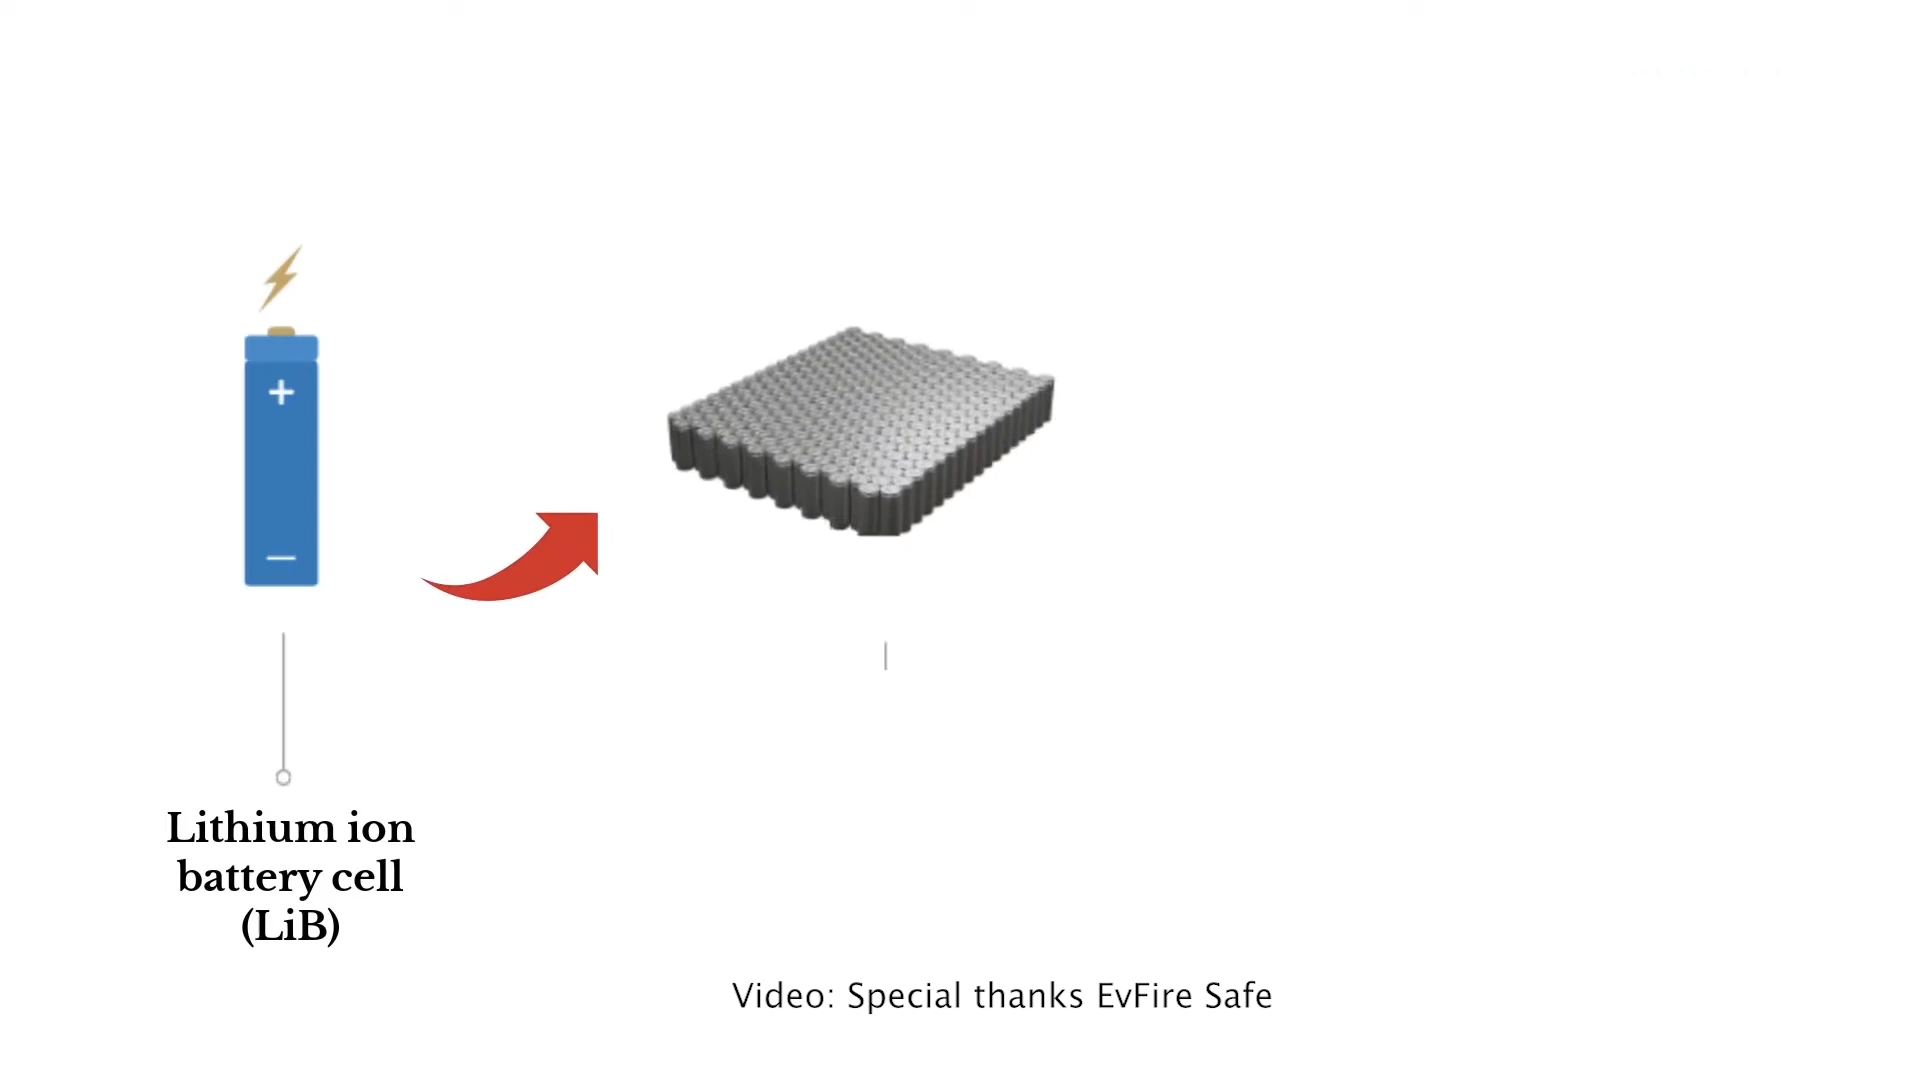 +
—
Lithium ion
battery cell
(LiB)
Video: Special thanks EvFire Safe